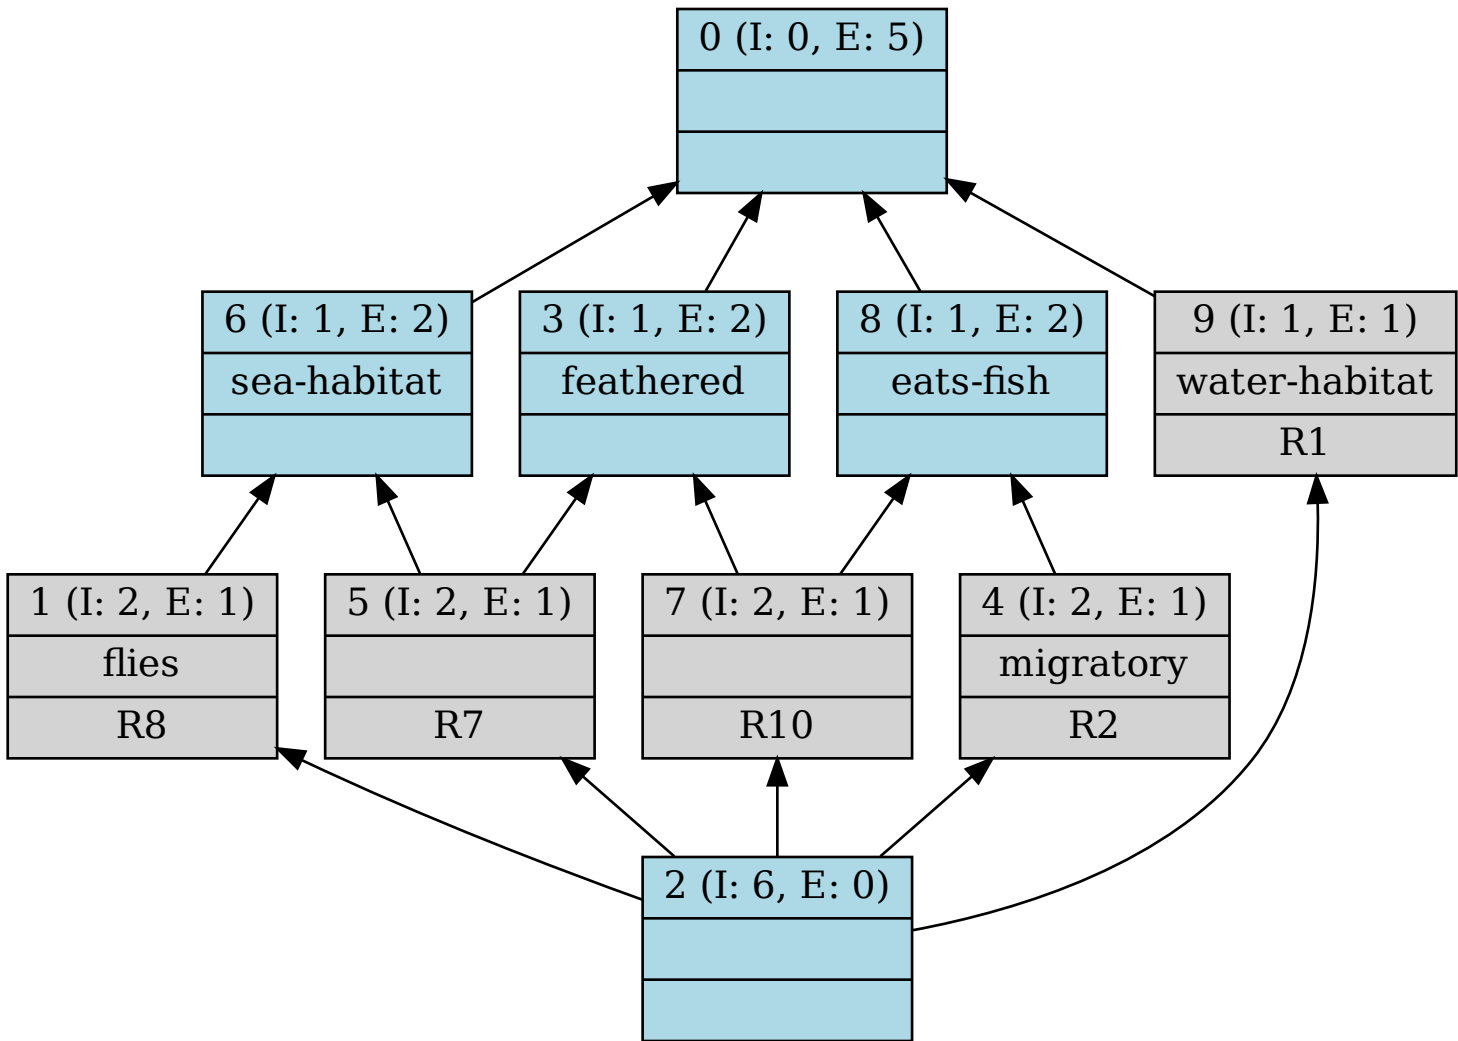 0 (I: 0, E: 5)
6 (I: 1, E: 2)
sea-habitat
3 (I: 1, E: 2)
feathered
8 (I: 1, E: 2)
eats-fish
9 (I: 1, E: 1)
water-habitat
R1
1 (I: 2, E: 1)
flies
R8
5 (I: 2, E: 1)
R7
7 (I: 2, E: 1)
R10
4 (I: 2, E: 1)
migratory
R2
2 (I: 6, E: 0)